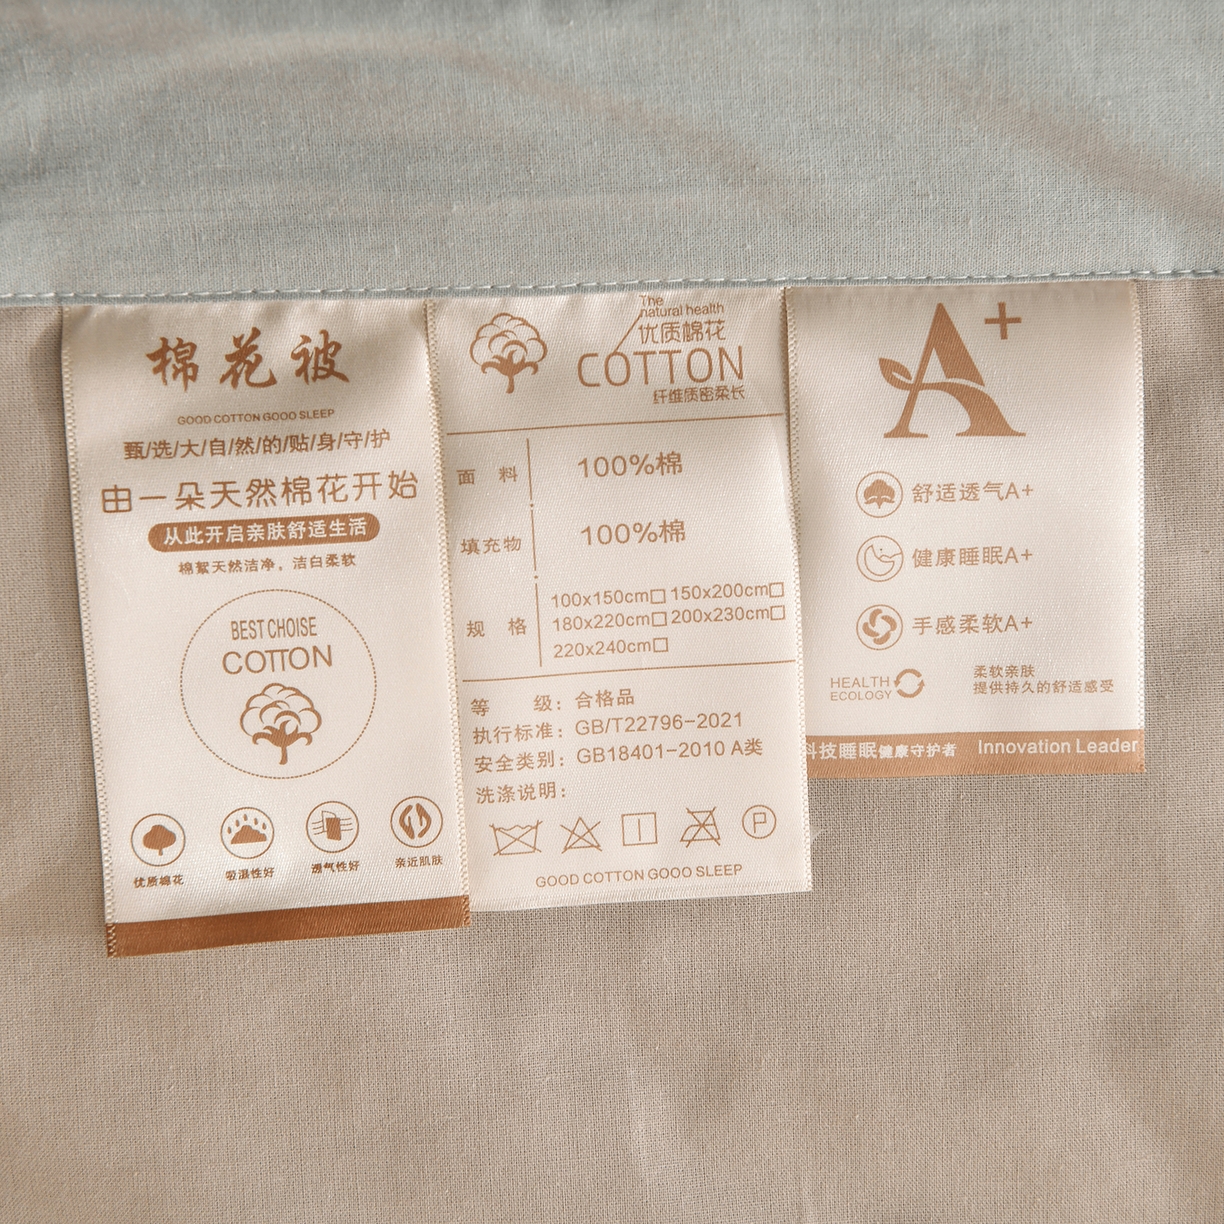 棉花被
GOOD COTTON GOOO SLEEP
甄/选/大/自/然/的/贴/身/守/护
由一朵天然棉花开始
从此开启亲肤舒适生活
棉絮天然洁净，洁白柔软
BEST CHOISE
COTTON
优质棉花
吸湿性好
透气性好
亲近肌肤
The
natural health
优质棉花
COTTON
纤维质密柔长
面 料 100%棉
填充物 100%棉
规 格 100x150cm□ 150x200cm□
180x220cm□ 200x230cm□
220x240cm□
等 级：合格品
执行标准：GB/T22796-2021
安全类别：GB18401-2010 A类
洗涤说明：
P
GOOD COTTON GOOO SLEEP
A+
舒适透气A+
健康睡眠A+
手感柔软A+
HEALTH
ECOLOGY
柔软亲肤
提供持久的舒适感受
科技睡眠健康守护者 Innovation Leader